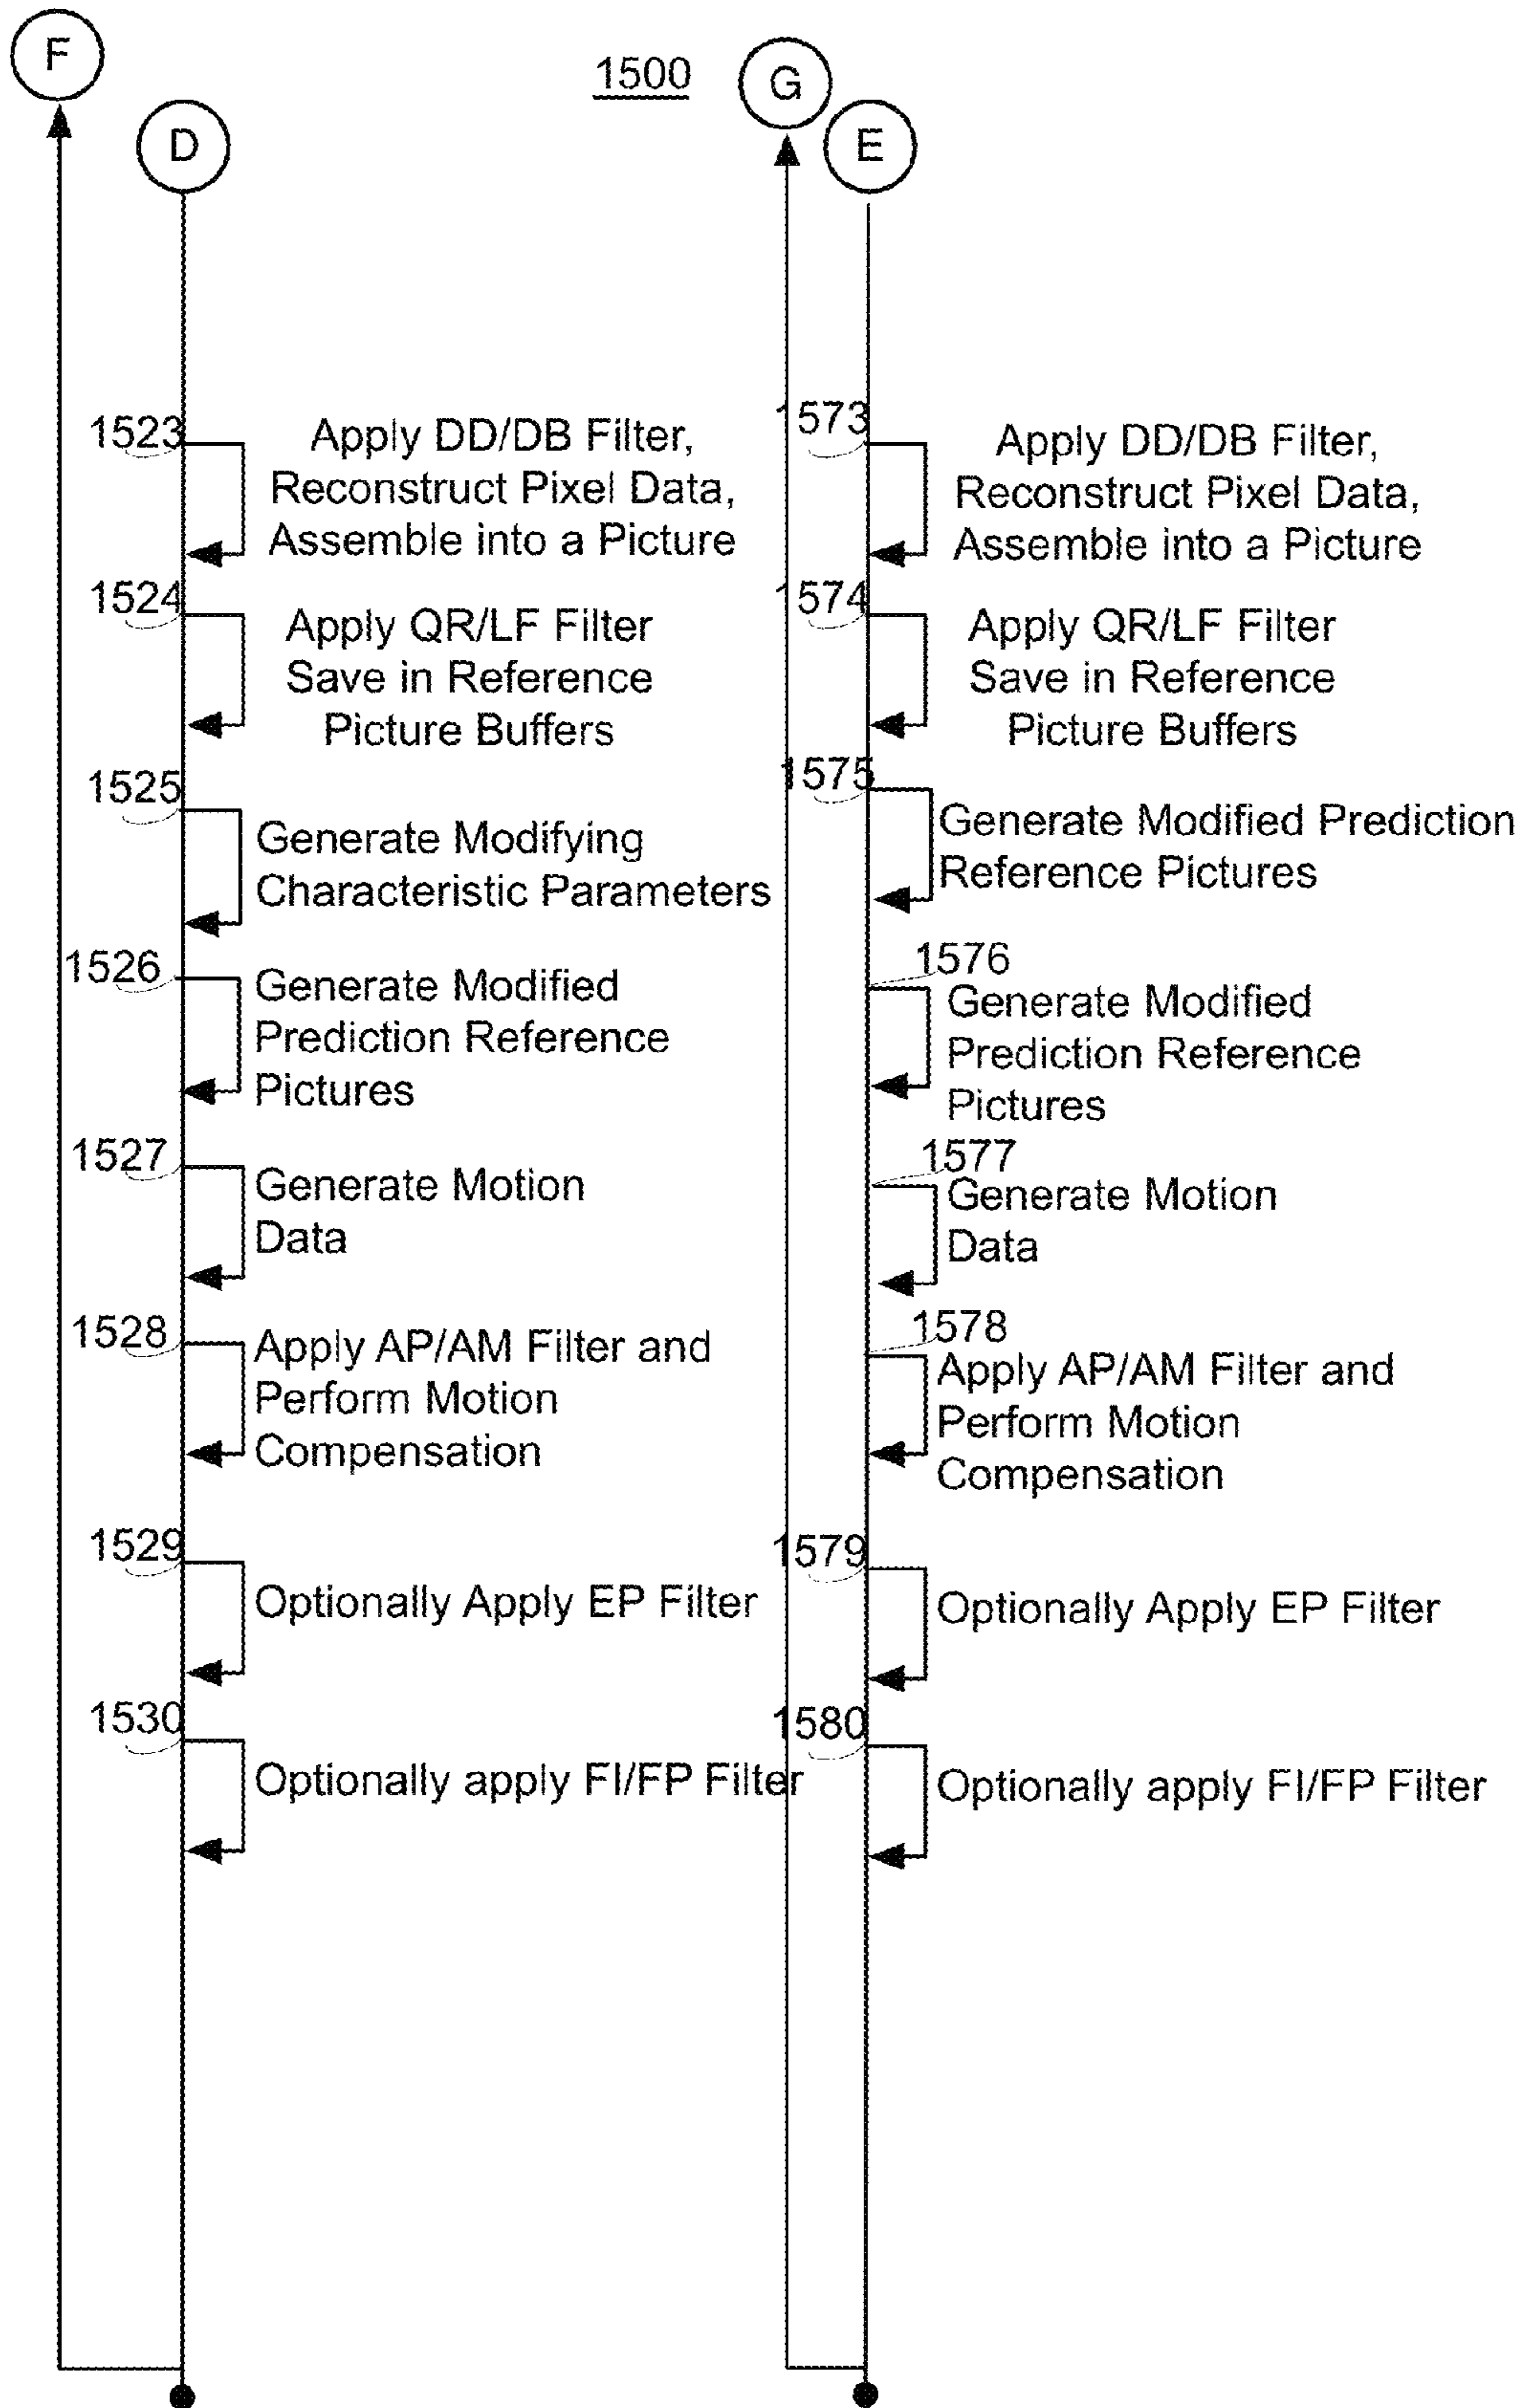 F
1500
G
D
E
1523
Apply DD/DB Filter,
Reconstruct Pixel Data,
Assemble into a Picture
1524
Apply QR/LF Filter
Save in Reference
Picture Buffers
1525
Generate Modifying
Characteristic Parameters
1526
Generate Modified
Prediction Reference
Pictures
1527
Generate Motion
Data
1528
Apply AP/AM Filter and
Perform Motion
Compensation
1529
Optionally Apply EP Filter
1530
Optionally apply FI/FP Filter
1573
Apply DD/DB Filter,
Reconstruct Pixel Data,
Assemble into a Picture
1574
Apply QR/LF Filter
Save in Reference
Picture Buffers
1575
Generate Modified Prediction
Reference Pictures
1576
Generate Modified
Prediction Reference
Pictures
1577
Generate Motion
Data
1578
Apply AP/AM Filter and
Perform Motion
Compensation
1579
Optionally Apply EP Filter
1580
Optionally apply FI/FP Filter